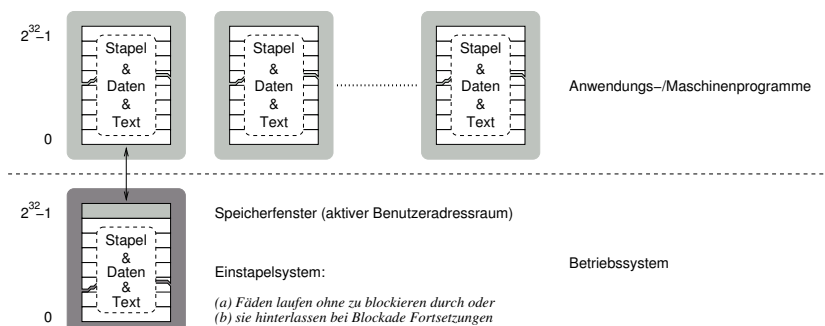 2^32–1
Stapel
&
Daten
&
Text
0
Stapel
&
Daten
&
Text
Stapel
&
Daten
&
Text
Anwendungs–/Maschinenprogramme
2^32–1
Stapel
&
Daten
&
Text
0
Speicherfenster (aktiver Benutzeradressraum)
Einstapelsystem:
(a) Fäden laufen ohne zu blockieren durch oder
(b) sie hinterlassen bei Blockade Fortsetzungen
Betriebssystem